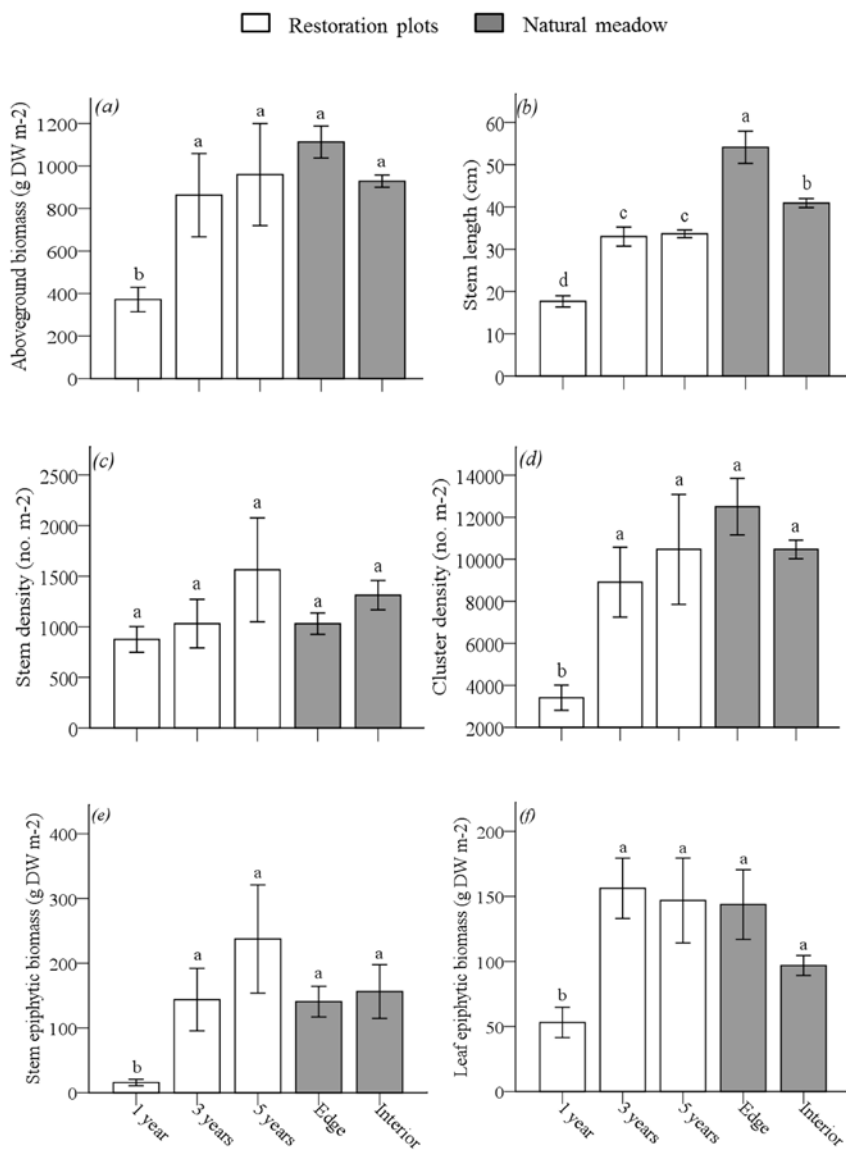 Restoration plots Natural meadow
(a)
Aboveground biomass (g DW m-2)
1200
1000
800
600
400
200
0
b
a
a
a
a
(b)
Stem length (cm)
60
50
40
30
20
10
0
d
c
c
a
b
(c)
Stem density (no. m-2)
2500
2000
1500
1000
500
0
a
a
a
a
a
(d)
Cluster density (no. m-2)
14000
12000
10000
8000
6000
4000
2000
b
a
a
a
a
(e)
Stem epiphytic biomass (g DW m-2)
400
300
200
100
0
b
a
a
a
a
1 year
3 years
5 years
Edge
Interior
(f)
Leaf epiphytic biomass (g DW m-2)
200
150
100
50
0
b
a
a
a
a
1 year
3 years
5 years
Edge
Interior